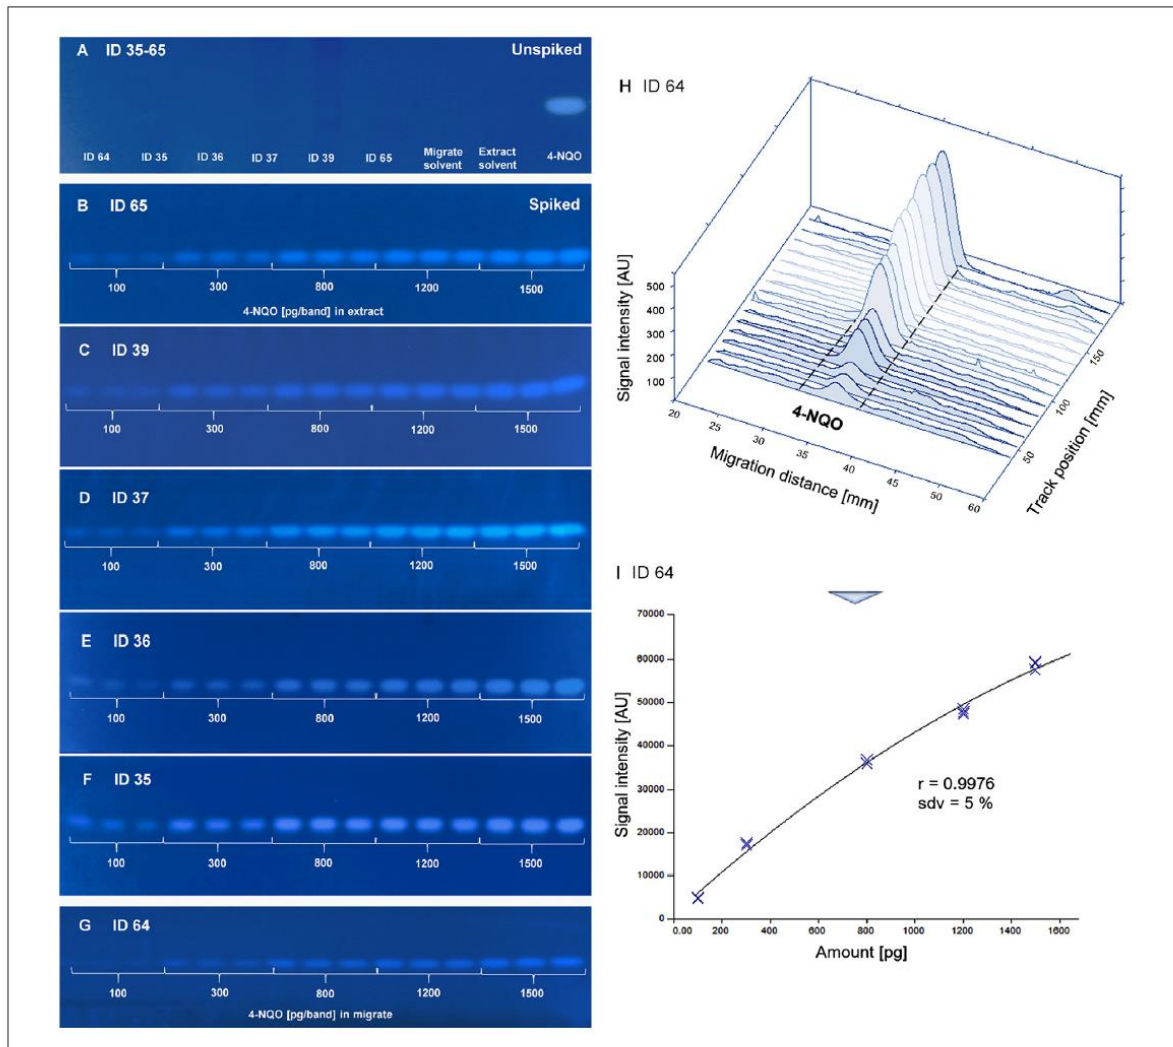 A ID 35-65 Unspiked
ID 64 ID 35 ID 36 ID 37 ID 39 ID 65 Migrate solvent Extract solvent 4-NQO
B ID 65 Spiked
100 300 800 1200 1500
4-NQO [pg/band] in extract
C ID 39
100 300 800 1200 1500
D ID 37
100 300 800 1200 1500
E ID 36
100 300 800 1200 1500
F ID 35
100 300 800 1200 1500
G ID 64
100 300 800 1200 1500
4-NQO [pg/band] in migrate
H ID 64
Signal intensity [AU]
500
400
300
200
100
20 25 30 35 40 45 50 55 60
Migration distance [mm]
4-NQO
50 100 150
Track position [mm]
I ID 64
Signal intensity [AU]
70000
60000
50000
40000
30000
20000
10000
0
0.00 200 400 600 800 1000 1200 1400 1600
Amount [pg]
r = 0.9976
sdv = 5 %